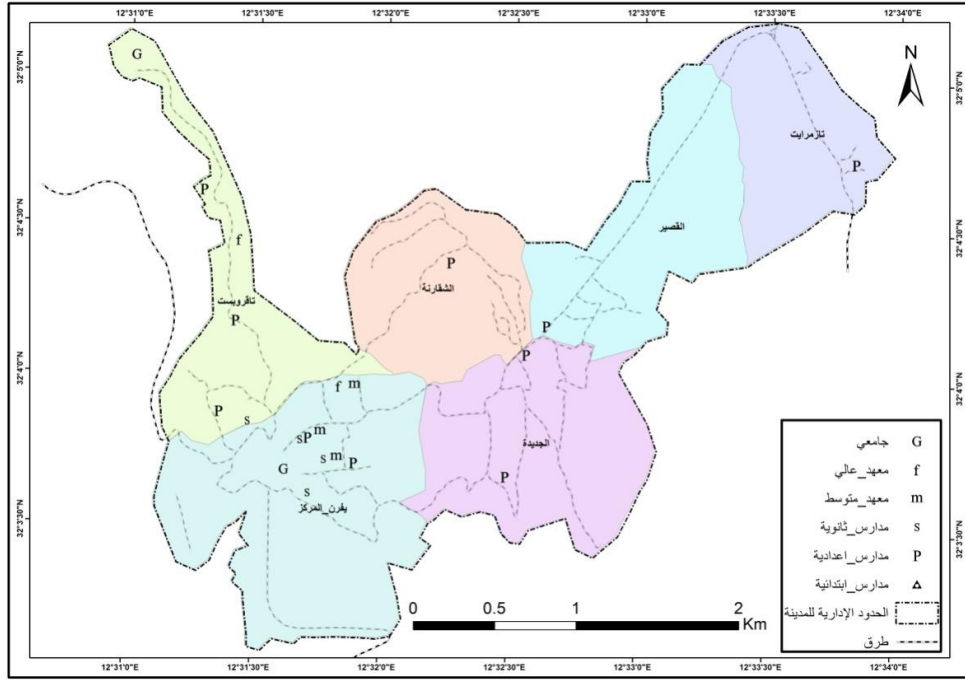 12°31'0"E 12°31'30"E 12°32'0"E 12°32'30"E 12°33'0"E 12°33'30"E 12°34'0"E
32°5'0"N
32°4'30"N
32°4'0"N
32°3'30"N
N
G
P
f
تاقرويست
P
P
s
الشقارنة
P
القصير
P
تازمرايت
P
f m
s P m
s m P
G
s
يفرن_المركز
P
الجديدة
P
32°5'0"N
32°4'30"N
32°4'0"N
32°3'30"N
جامعي G
معهد_عالي f
معهد_متوسط m
مدارس_ثانوية s
مدارس_اعدادية P
مدارس_ابتدائية
الحدود الإدارية للمدينة
طرق
0 0.5 1 2
Km
12°31'0"E 12°31'30"E 12°32'0"E 12°32'30"E 12°33'0"E 12°33'30"E 12°34'0"E